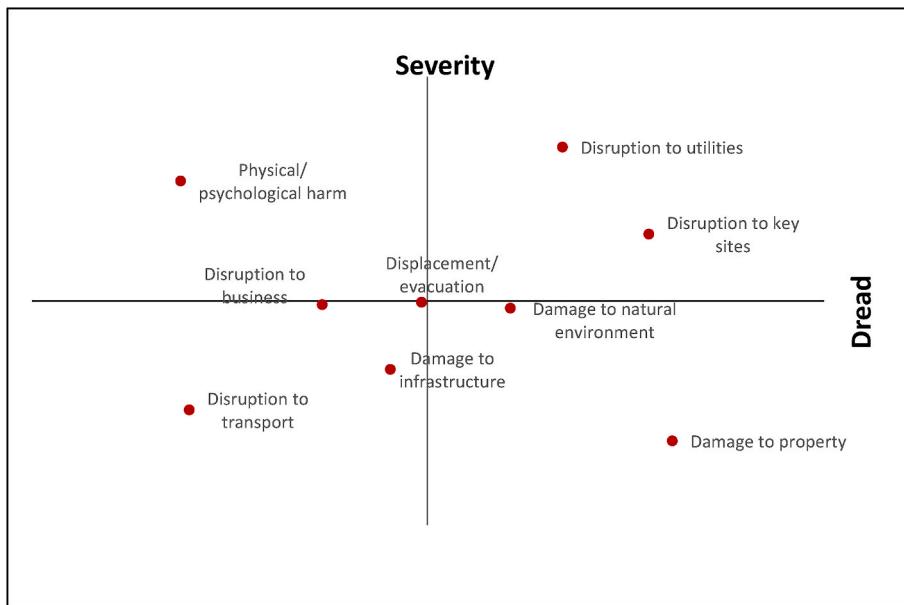 Severity
Disruption to utilities
Physical/
psychological harm
Disruption to key
sites
Displacement/
evacuation
Disruption to
business
Dread
Damage to natural
environment
Damage to
infrastructure
Disruption to
transport
Damage to property